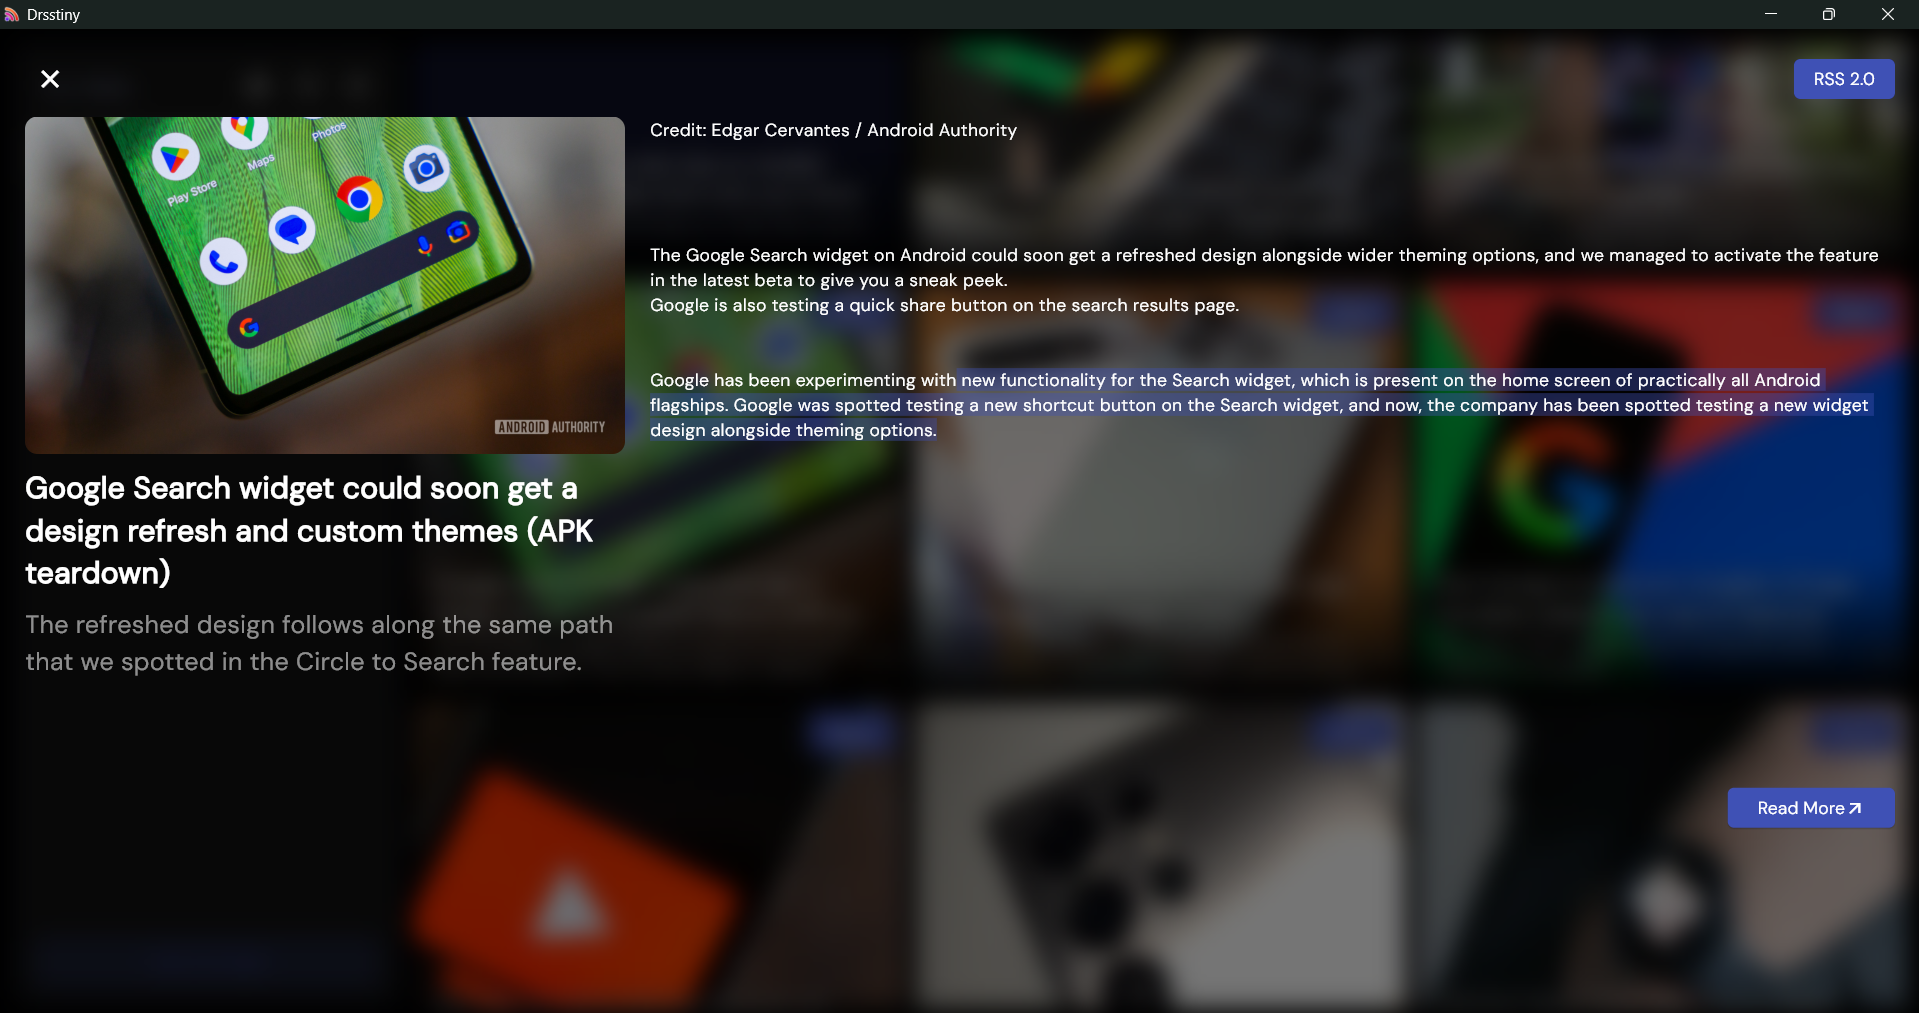 Drsstiny
RSS 2.0
Photos
Maps
Play Store
ANDROID AUTHORITY
Google Search widget could soon get a
design refresh and custom themes (APK
teardown)
The refreshed design follows along the same path
that we spotted in the Circle to Search feature.
Credit: Edgar Cervantes / Android Authority
The Google Search widget on Android could soon get a refreshed design alongside wider theming options, and we managed to activate the feature
in the latest beta to give you a sneak peek.
Google is also testing a quick share button on the search results page.
Google has been experimenting with new functionality for the Search widget, which is present on the home screen of practically all Android
flagships. Google was spotted testing a new shortcut button on the Search widget, and now, the company has been spotted testing a new widget
design alongside theming options.
Read More